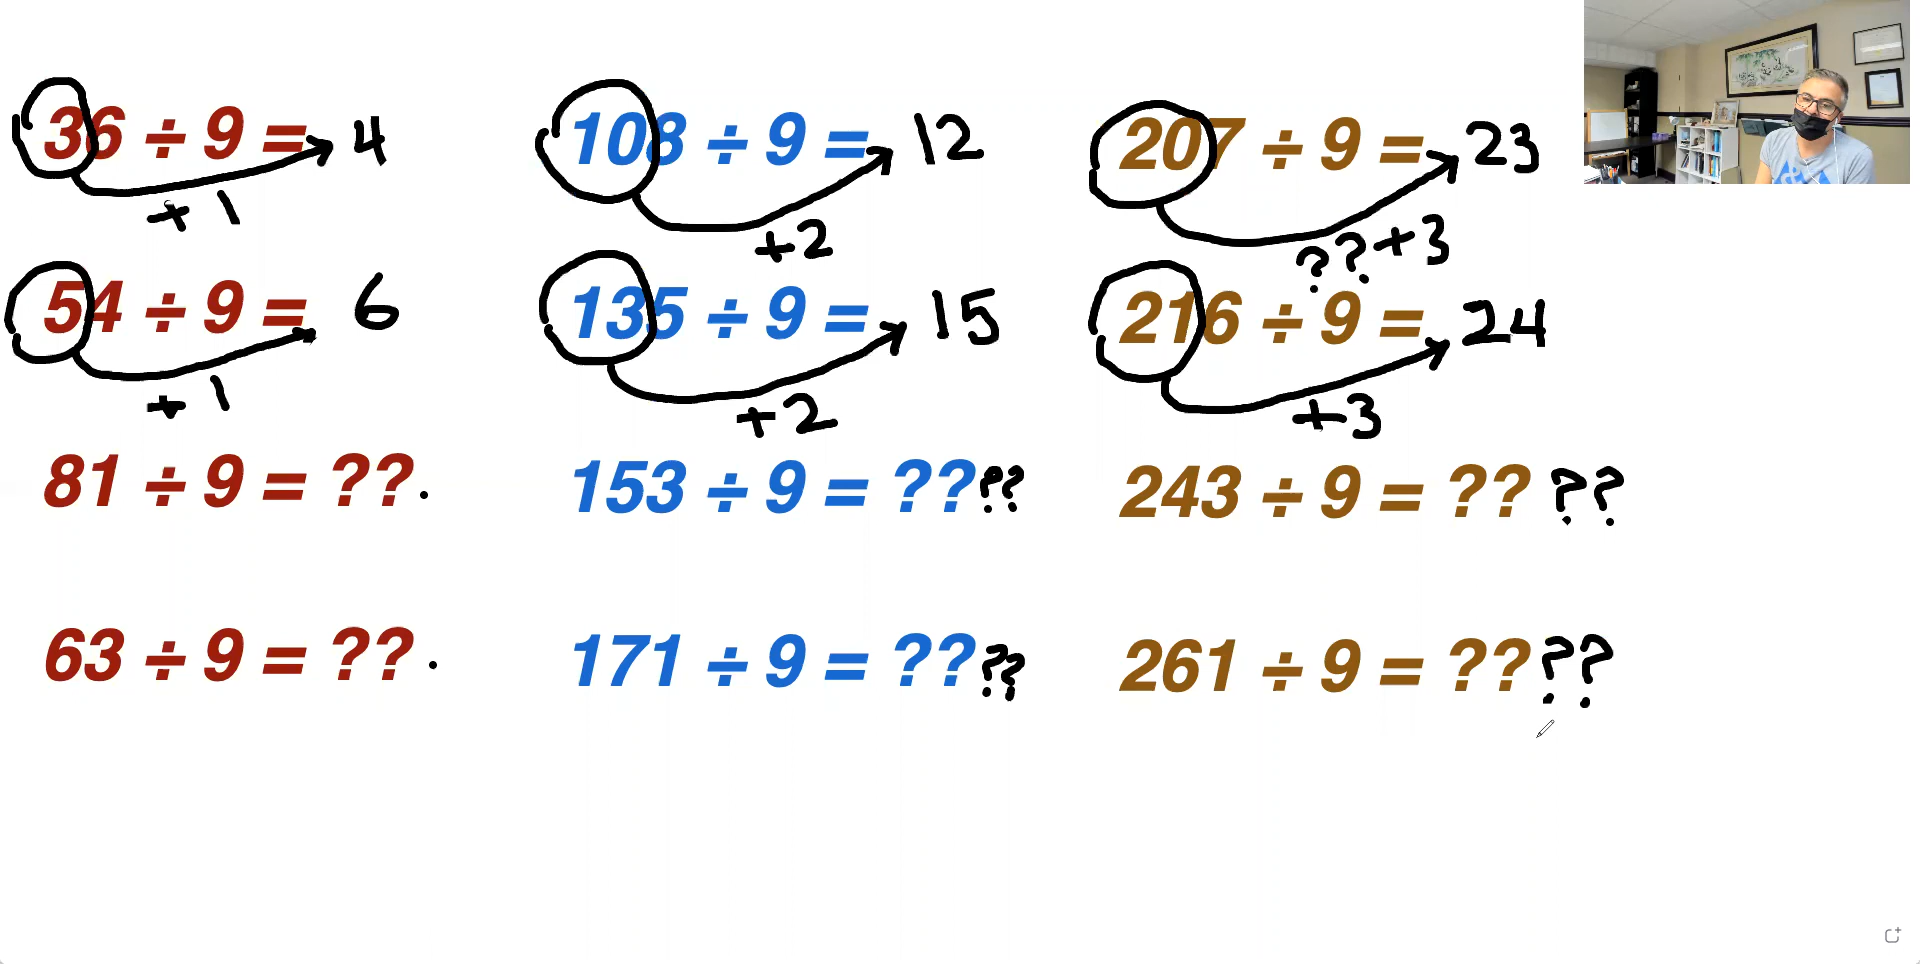 36 ÷ 9 = 4
+ 1
54 ÷ 9 = 6
+ 1
81 ÷ 9 = ??.
63 ÷ 9 = ??.
108 ÷ 9 = 12
+2
135 ÷ 9 = 15
+2
153 ÷ 9 = ????
171 ÷ 9 = ????
207 ÷ 9 = 23
??+3
216 ÷ 9 = 24
+3
243 ÷ 9 = ?? ??
261 ÷ 9 = ????